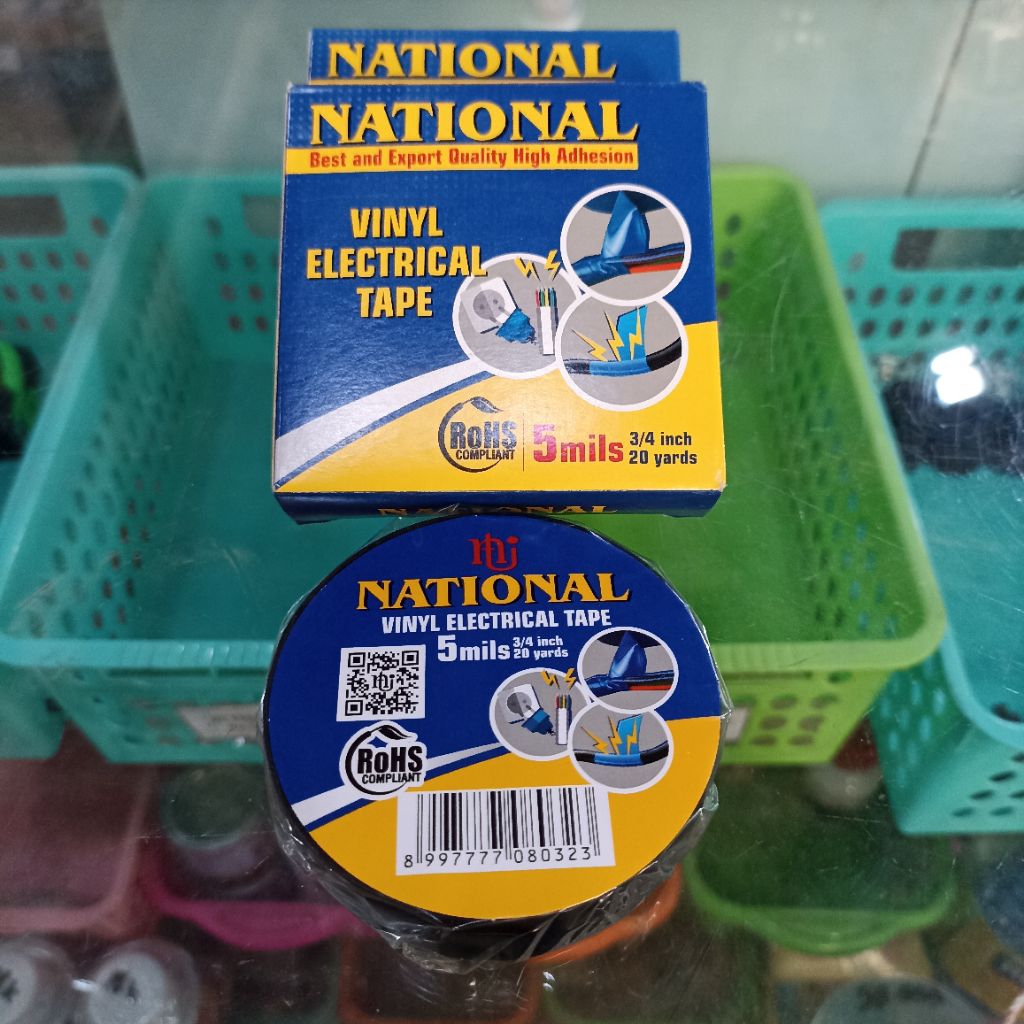 NATIONAL
NATIONAL
Best and Export Quality High Adhesion
VINYL
ELECTRICAL
TAPE
RoHS
COMPLIANT
5mils 3/4 inch
20 yards
NATIONAL
NATIONAL
VINYL ELECTRICAL TAPE
5mils 3/4 inch
20 yards
RoHS
COMPLIANT
8 997777 080323